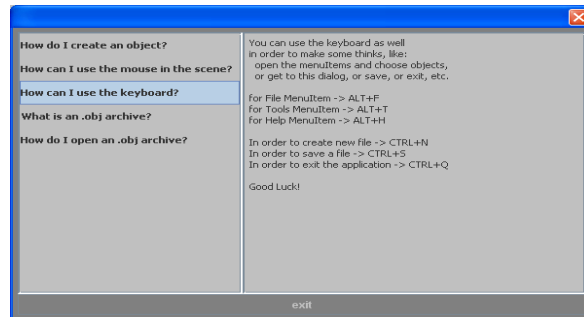 How do I create an object?
How can I use the mouse in the scene?
How can I use the keyboard?
What is an .obj archive?
How do I open an .obj archive?
You can use the keyboard as well
in order to make some thinks, like:
open the menuItems and choose objects,
or get to this dialog, or save, or exit, etc.
for File MenuItem -> ALT+F
for Tools MenuItem -> ALT+T
for Help MenuItem -> ALT+H
In order to create new file -> CTRL+N
In order to save a file -> CTRL+S
In order to exit the application -> CTRL+Q
Good Luck!
exit